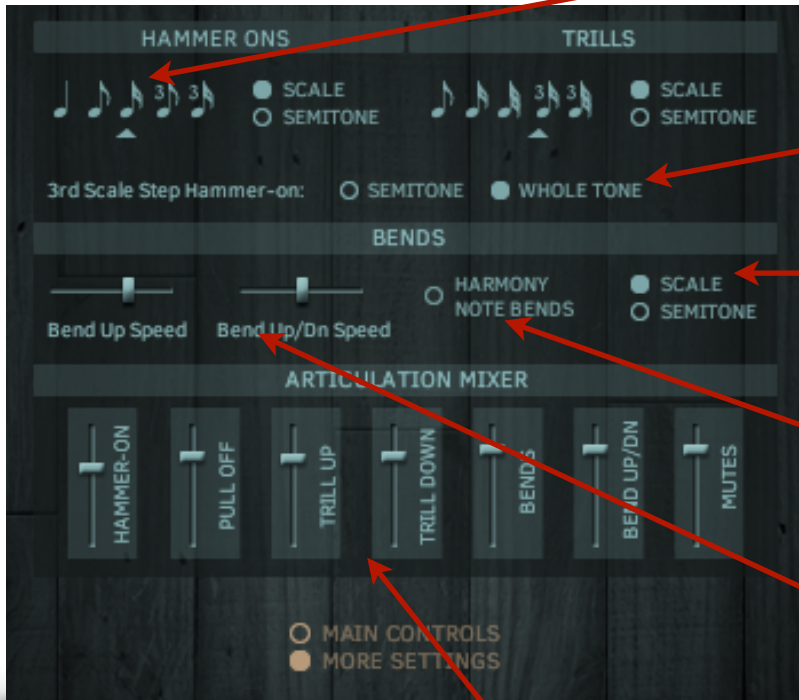 HAMMER ONS TRILLS
3 3 SCALE 3 3 SCALE
SEMITONE SEMITONE
3rd Scale Step Hammer-on: SEMITONE WHOLE TONE
BENDS
HARMONY SCALE
NOTE BENDS SEMITONE
Bend Up Speed Bend Up/Dn Speed
ARTICULATION MIXER
HAMMER-ON
PULL OFF
TRILL UP
TRILL DOWN
BENDS
BEND UP/DN
MUTES
MAIN CONTROLS
MORE SETTINGS